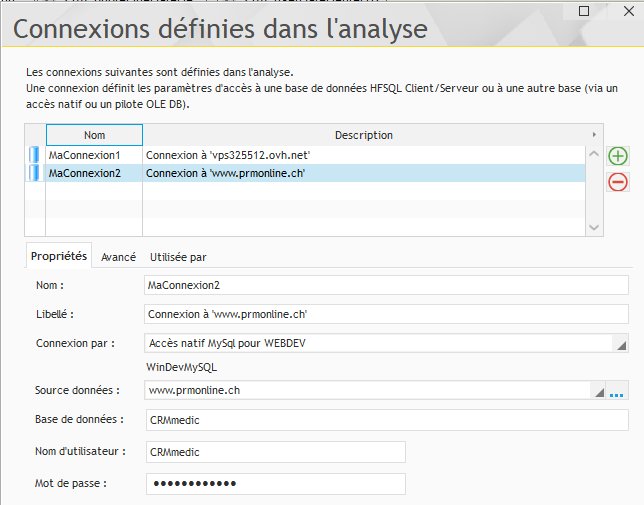 Connexions définies dans l'analyse
Les connexions suivantes sont définies dans l'analyse.
Une connexion définit les paramètres d'accès à une base de données HFSQL Client/Serveur ou à une autre base (via un
accès natif ou un pilote OLE DB).
Nom Description
MaConnexion1 Connexion à 'vps325512.ovh.net'
MaConnexion2 Connexion à 'www.prmonline.ch'
Propriétés Avancé Utilisée par
Nom : MaConnexion2
Libellé : Connexion à 'www.prmonline.ch'
Connexion par : Accès natif MySql pour WEBDEV
WinDevMySQL
Source données : www.prmonline.ch ...
Base de données : CRMmedic
Nom d'utilisateur : CRMmedic
Mot de passe : ••••••••••••